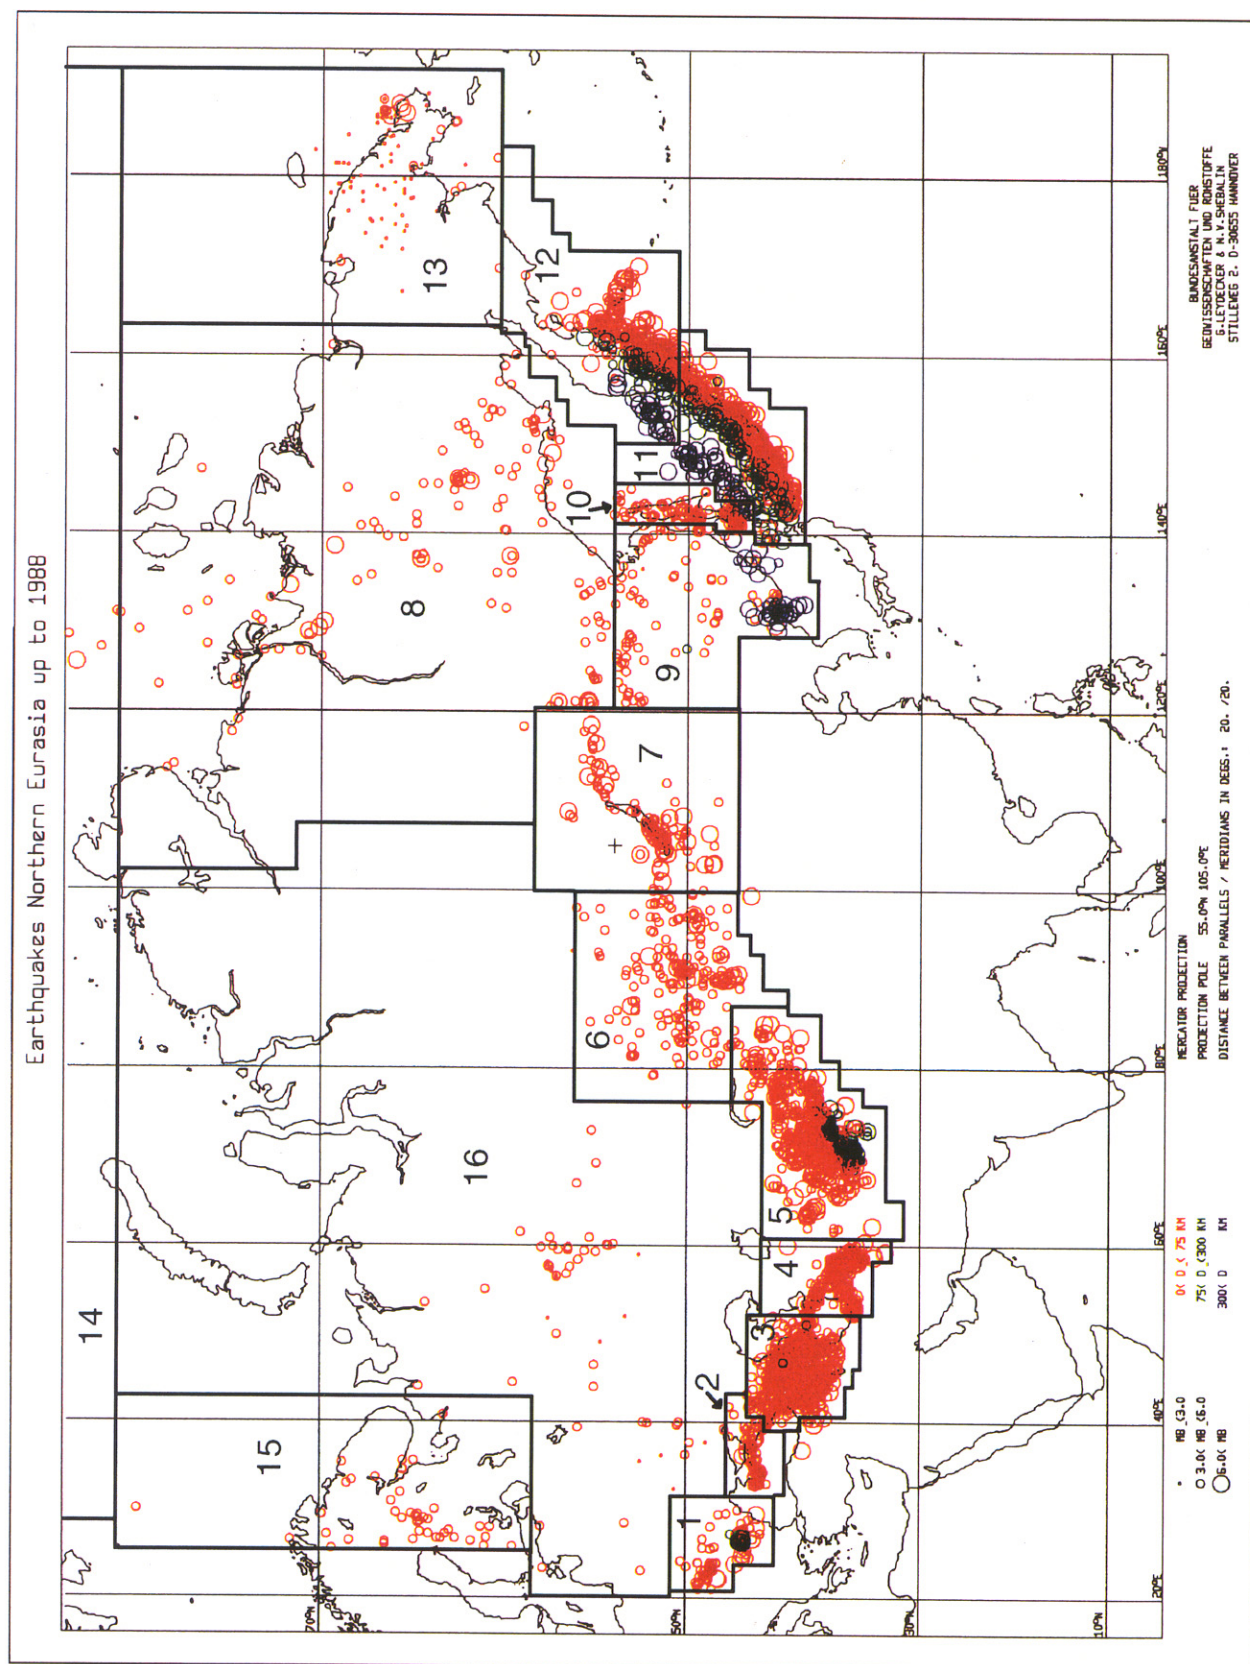 Earthquakes Northern Eurasia up to 1988
14
15
16
13
8
12
11
10
9
7
6
5
4
3
2
1
70°N
50°N
30°N
10°N
20°E
40°E
60°E
80°E
100°E
120°E
140°E
160°E
180°W
• MB_<3.0
O 3.0< MB_<6.0
O 6.0< MB
0< D_< 75 KM
75< D_<300 KM
300< D KM
MERCATOR PROJECTION
PROJECTION POLE 55.0°N 105.0°E
DISTANCE BETWEEN PARALLELS / MERIDIANS IN DEGS.: 20. /20.
BUNDESANSTALT FUER
GEOWISSENSCHAFTEN UND ROHSTOFFE
G.LEYDECKER & N.V.SHEBALIN
STILLEWEG 2, D-30655 HANNOVER